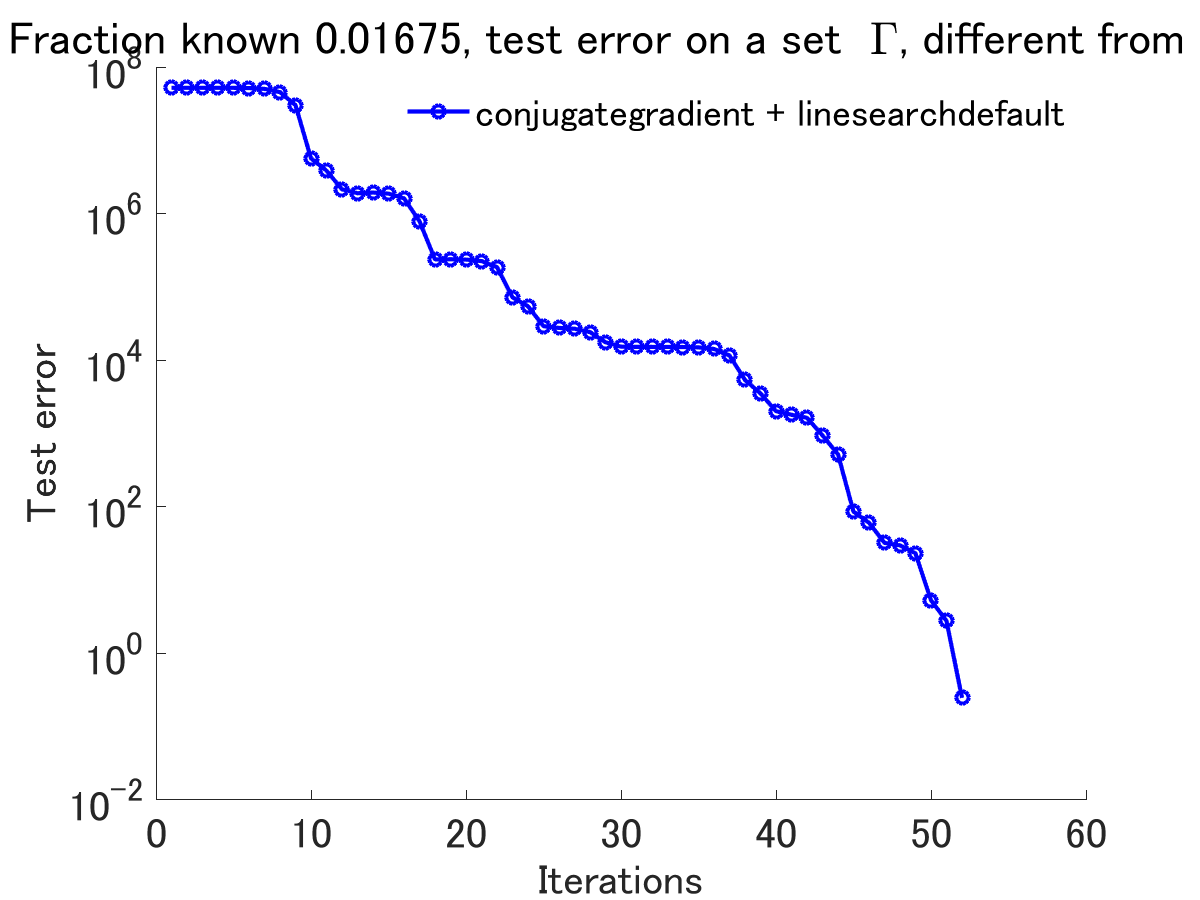 Fraction known 0.01675, test error on a set Γ, different from
conjugategradient + linesearchdefault
Test error
10^8
10^6
10^4
10^2
10^0
10^−2
0 10 20 30 40 50 60
Iterations